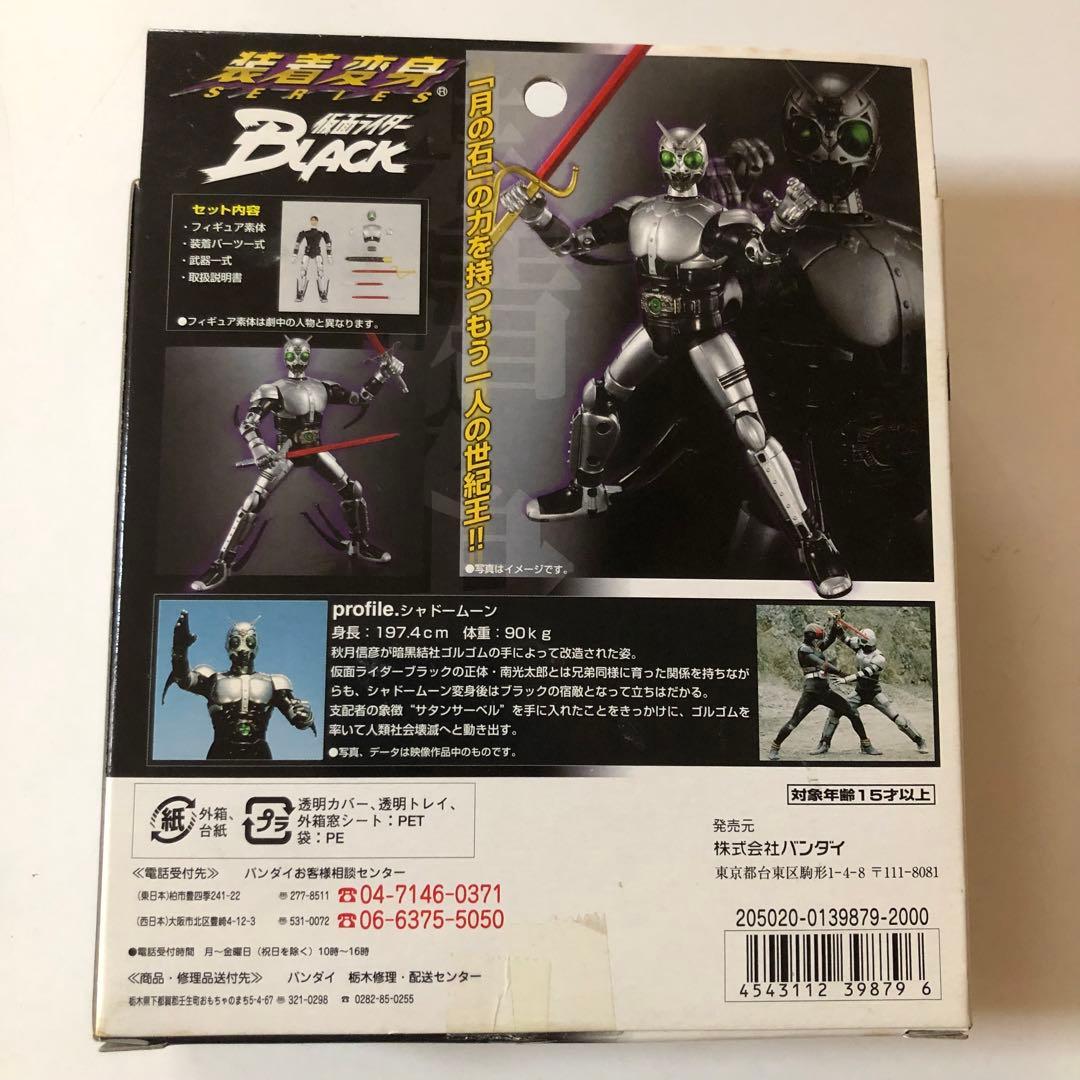 装着変身
SERIES®
仮面ライダー
BLACK
セット内容
・フィギュア素体
・装着パーツ一式
・武器一式
・取扱説明書
●フィギュア素体は劇中の人物と異なります。
「月の石」の力を持つもう一人の世紀王!!
●写真はイメージです。
profile.シャドームーン
身長：197.4cm 体重：90kg
秋月信彦が暗黒結社ゴルゴムの手によって改造された姿。
仮面ライダーブラックの正体・南光太郎とは兄弟同様に育った関係を持ちなが
らも、シャドームーン変身後はブラックの宿敵となって立ちはだかる。
支配者の象徴“サタンサーベル”を手に入れたことをきっかけに、ゴルゴムを
率いて人類社会壊滅へと動き出す。
●写真、データは映像作品中のものです。
対象年齢15才以上
紙
外箱、
台紙
プラ
透明カバー、透明トレイ、
外箱窓シート：PET
袋：PE
発売元
株式会社バンダイ
東京都台東区駒形1-4-8 〒111-8081
≪電話受付先≫ バンダイお客様相談センター
(東日本)柏市豊四季241-22 〒277-8511 ☎04-7146-0371
(西日本)大阪市北区豊崎4-12-3 〒531-0072 ☎06-6375-5050
●電話受付時間 月〜金曜日(祝日を除く)10時〜16時
≪商品・修理品送付先≫ バンダイ 栃木修理・配送センター
栃木県下都賀郡壬生町おもちゃのまち5-4-67 〒321-0298 ☎0282-85-0255
205020-0139879-2000
4543112 39879 6